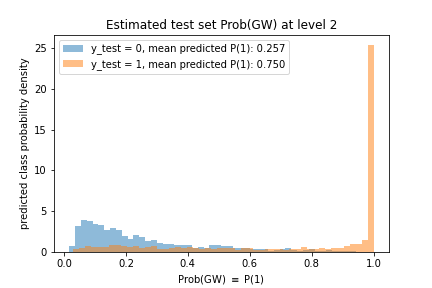 Estimated test set Prob(GW) at level 2
y_test = 0, mean predicted P(1): 0.257
y_test = 1, mean predicted P(1): 0.750
predicted class probability density
25
20
15
10
5
0
0.0 0.2 0.4 0.6 0.8 1.0
Prob(GW) ≡ P(1)